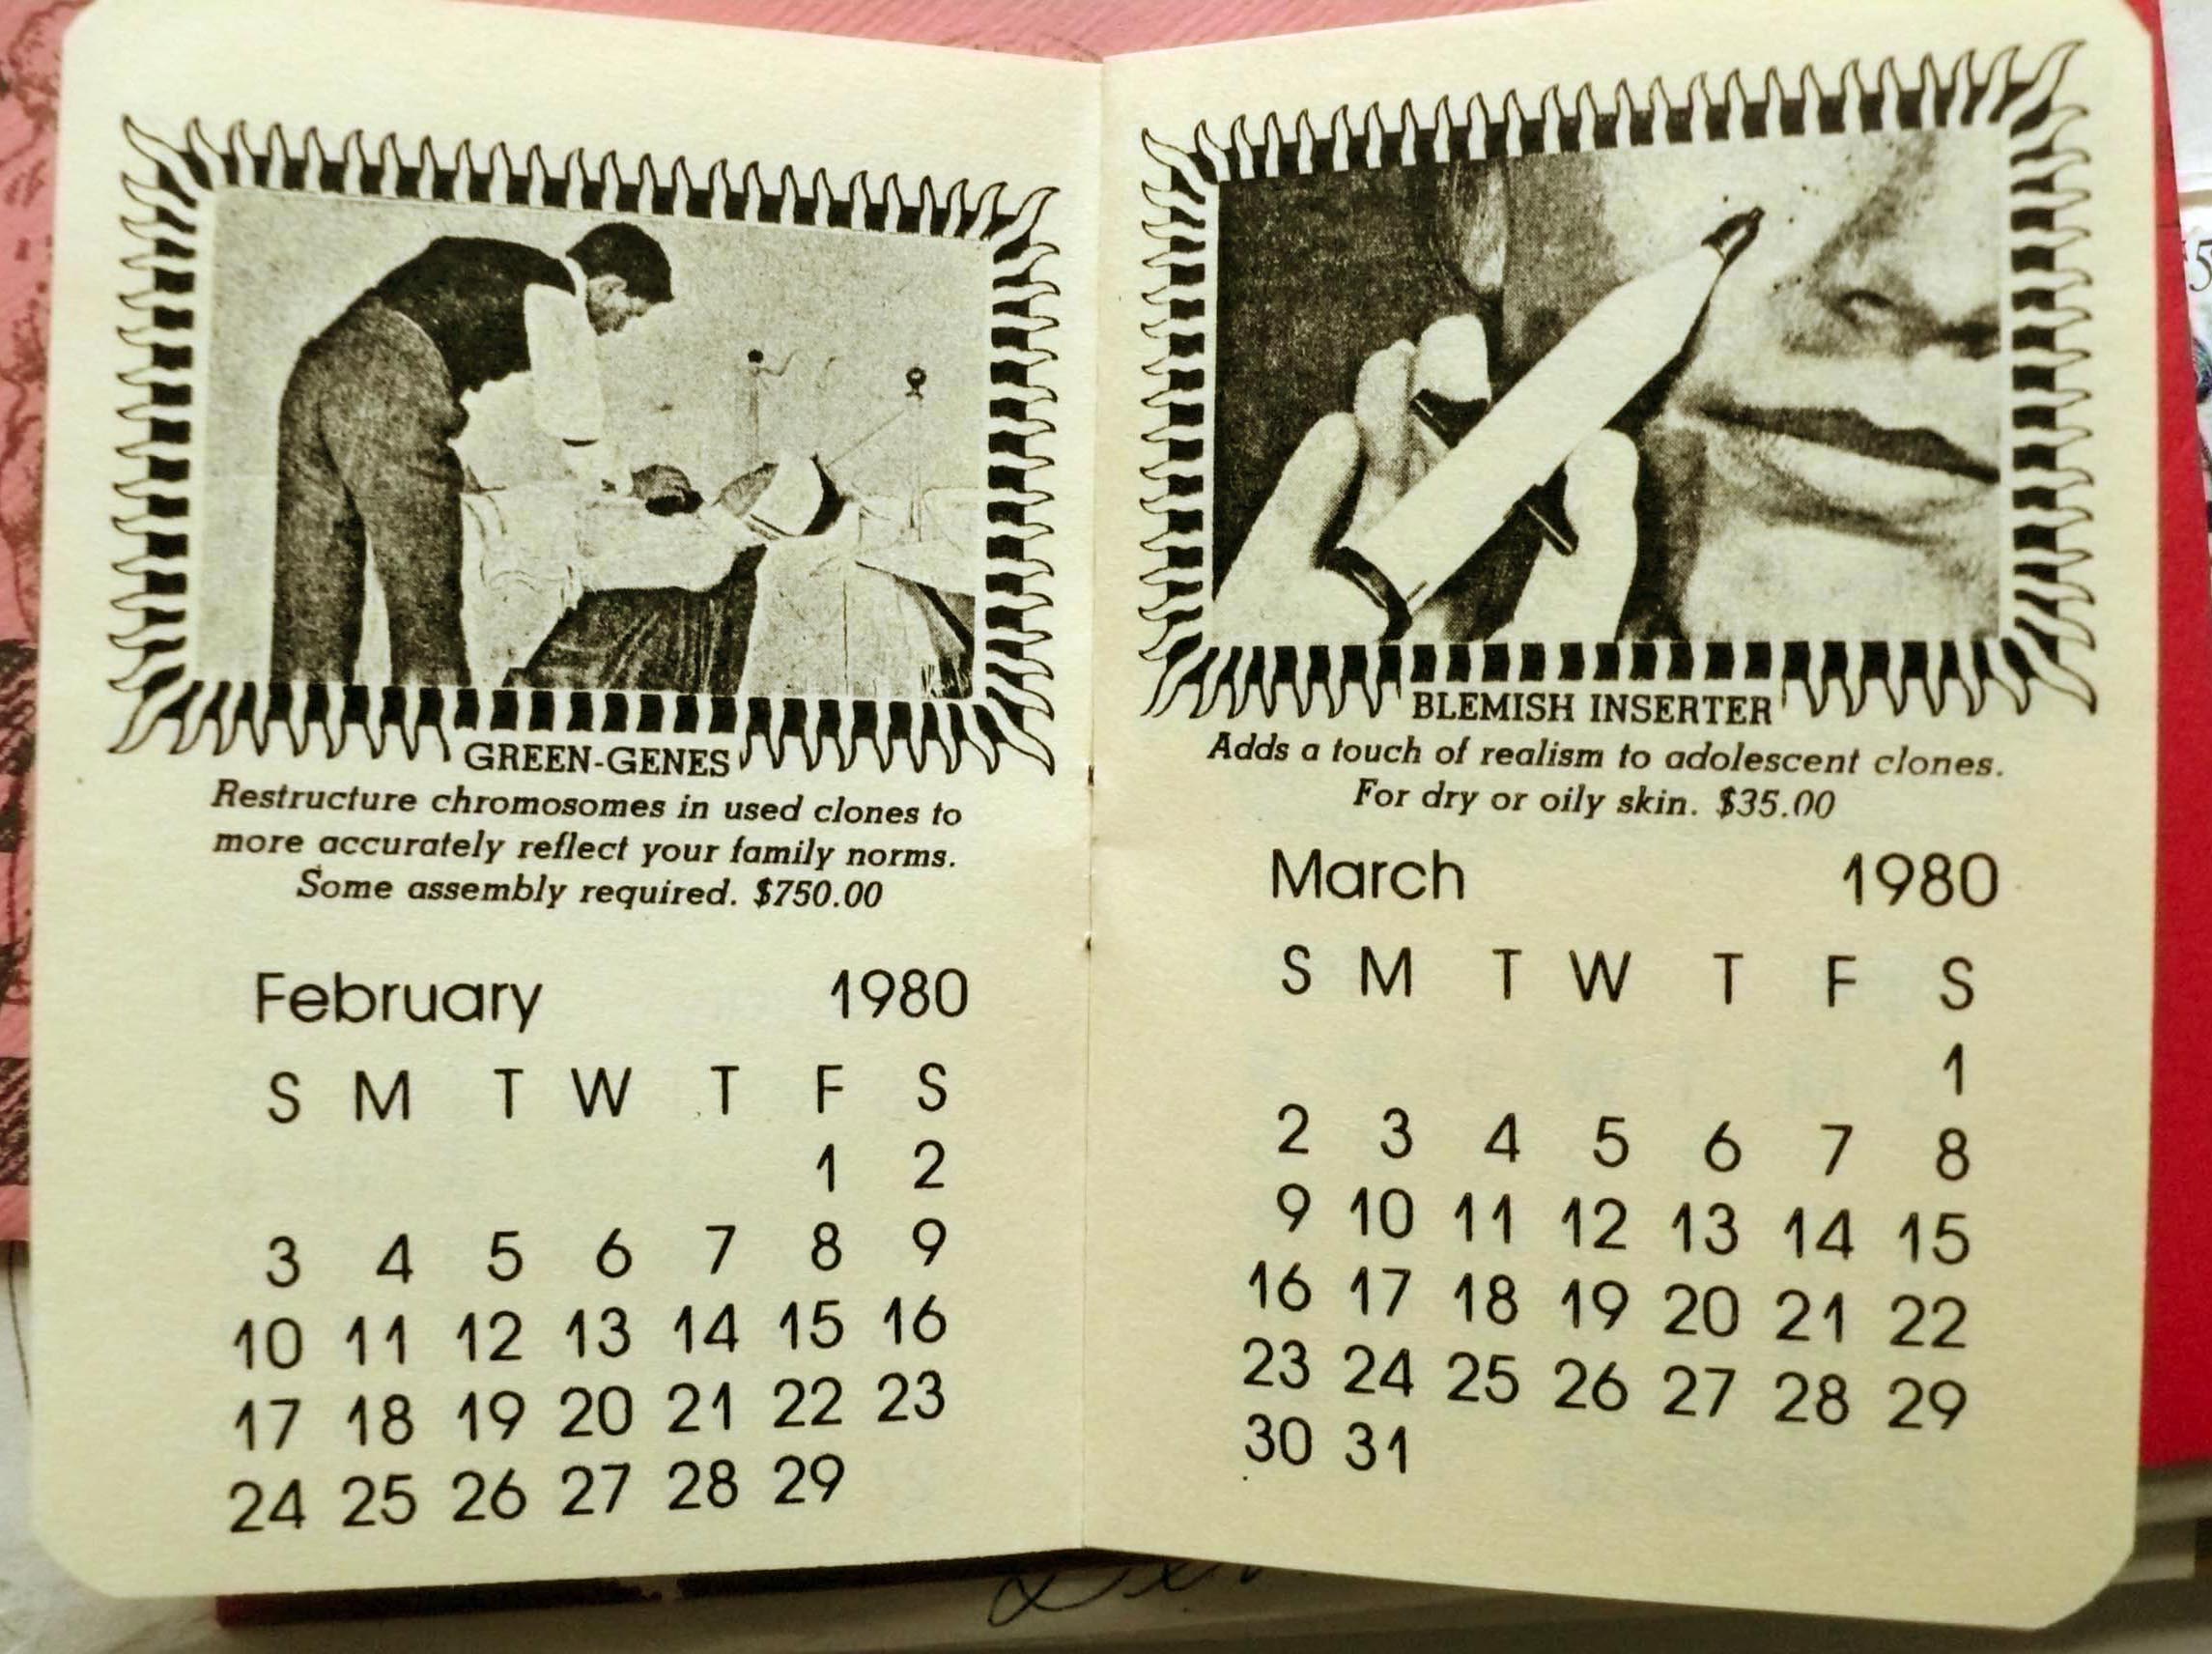 GREEN-GENES
Restructure chromosomes in used clones to
more accurately reflect your family norms.
Some assembly required. $750.00
February 1980
S M T W T F S
1 2
3 4 5 6 7 8 9
10 11 12 13 14 15 16
17 18 19 20 21 22 23
24 25 26 27 28 29
BLEMISH INSERTER
Adds a touch of realism to adolescent clones.
For dry or oily skin. $35.00
March 1980
S M T W T F S
1
2 3 4 5 6 7 8
9 10 11 12 13 14 15
16 17 18 19 20 21 22
23 24 25 26 27 28 29
30 31